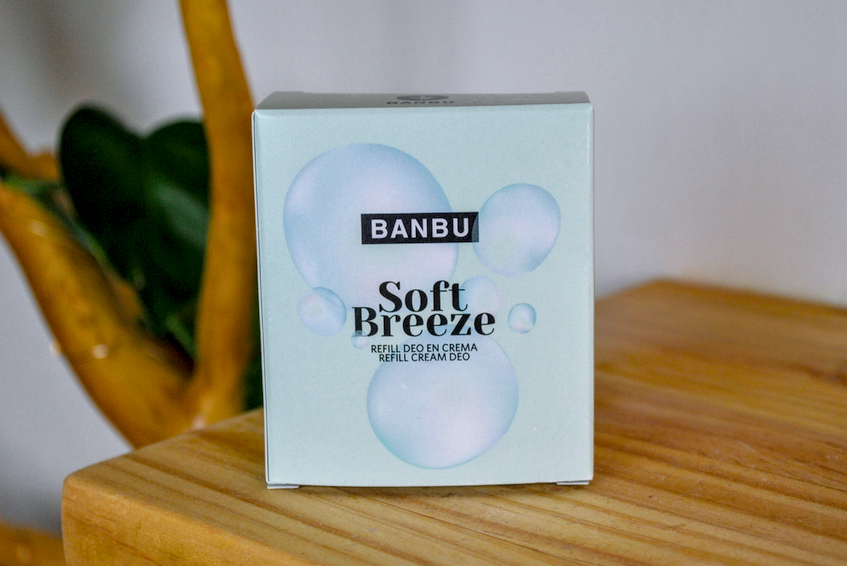 BANBU
BANBU
Soft
Breeze
REFILL DEO EN CREMA
REFILL CREAM DEO